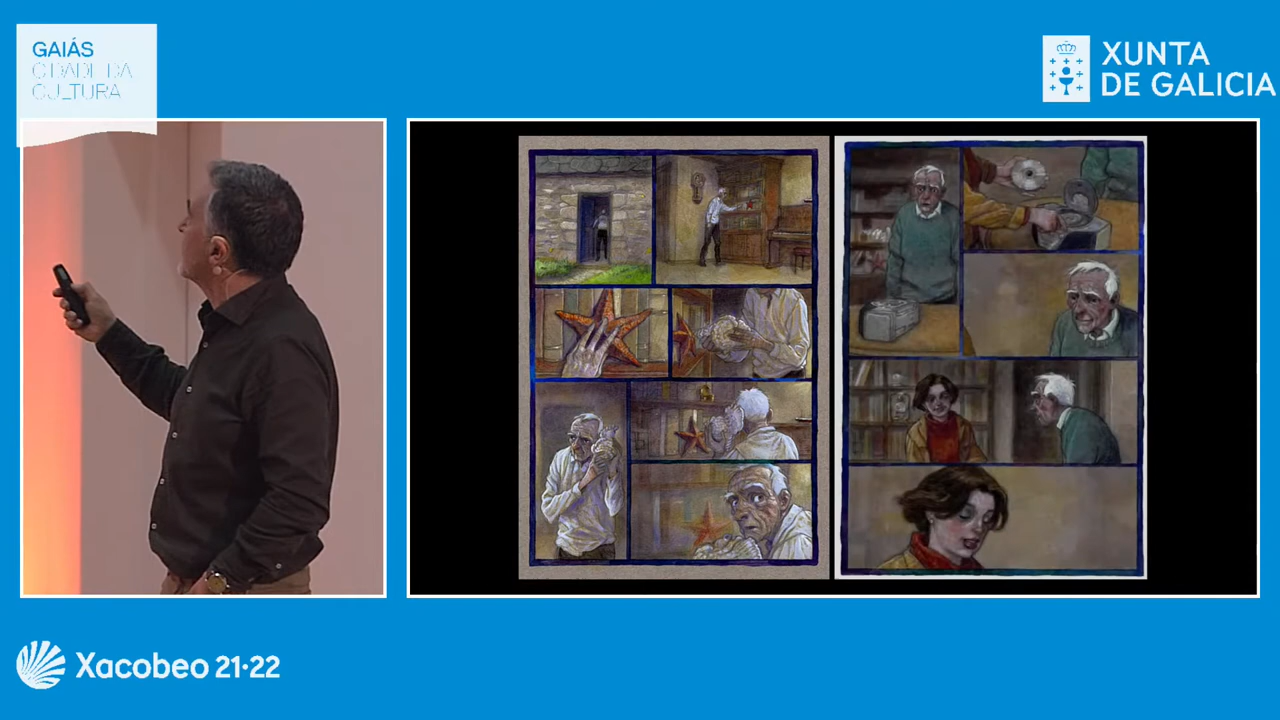 GAIÁS
CIDADE DA
CULTURA
XUNTA
DE GALICIA
Xacobeo 21·22